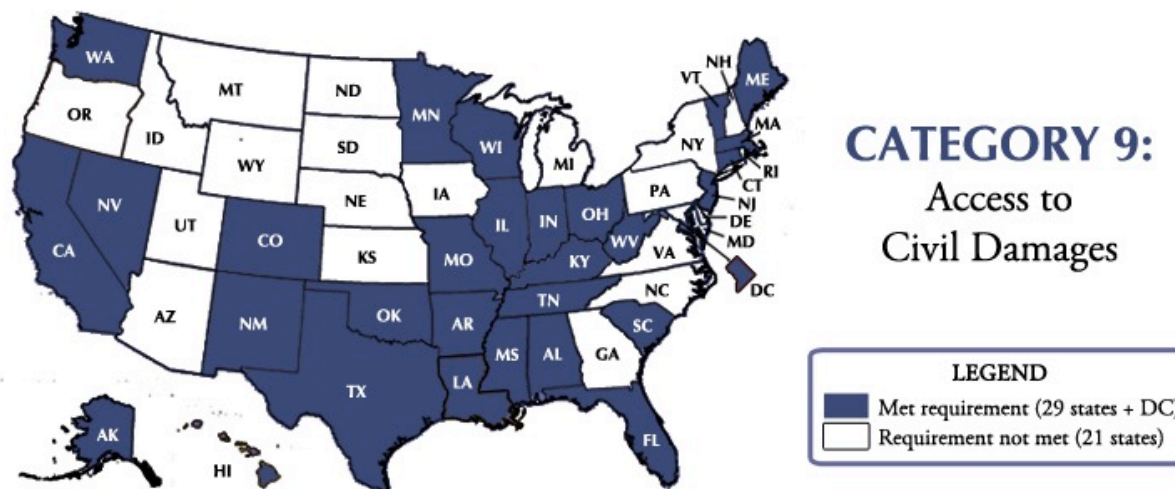 WA
OR
CA
NV
ID
MT
WY
UT
AZ
CO
NM
ND
SD
NE
KS
OK
TX
MN
IA
MO
AR
LA
WI
IL
MI
IN
OH
KY
TN
MS
AL
GA
FL
SC
NC
VA
WV
PA
NY
VT
NH
ME
MA
RI
CT
NJ
DE
MD
DC
AK
HI
CATEGORY 9:
Access to
Civil Damages
LEGEND
Met requirement (29 states + DC)
Requirement not met (21 states)